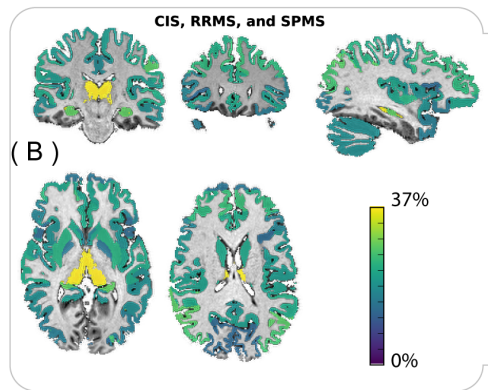 CIS, RRMS, and SPMS
( B )
37%
0%